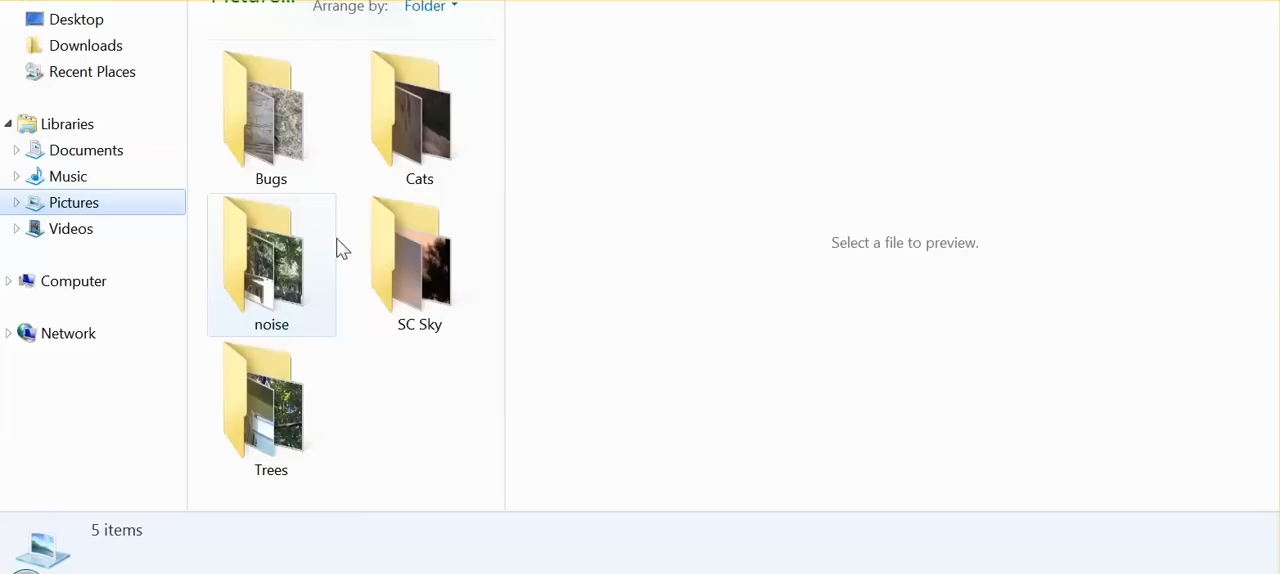 Desktop
Downloads
Recent Places
Libraries
Documents
Music
Pictures
Videos
Computer
Network
Arrange by: Folder
Bugs
Cats
noise
SC Sky
Trees
Select a file to preview.
5 items